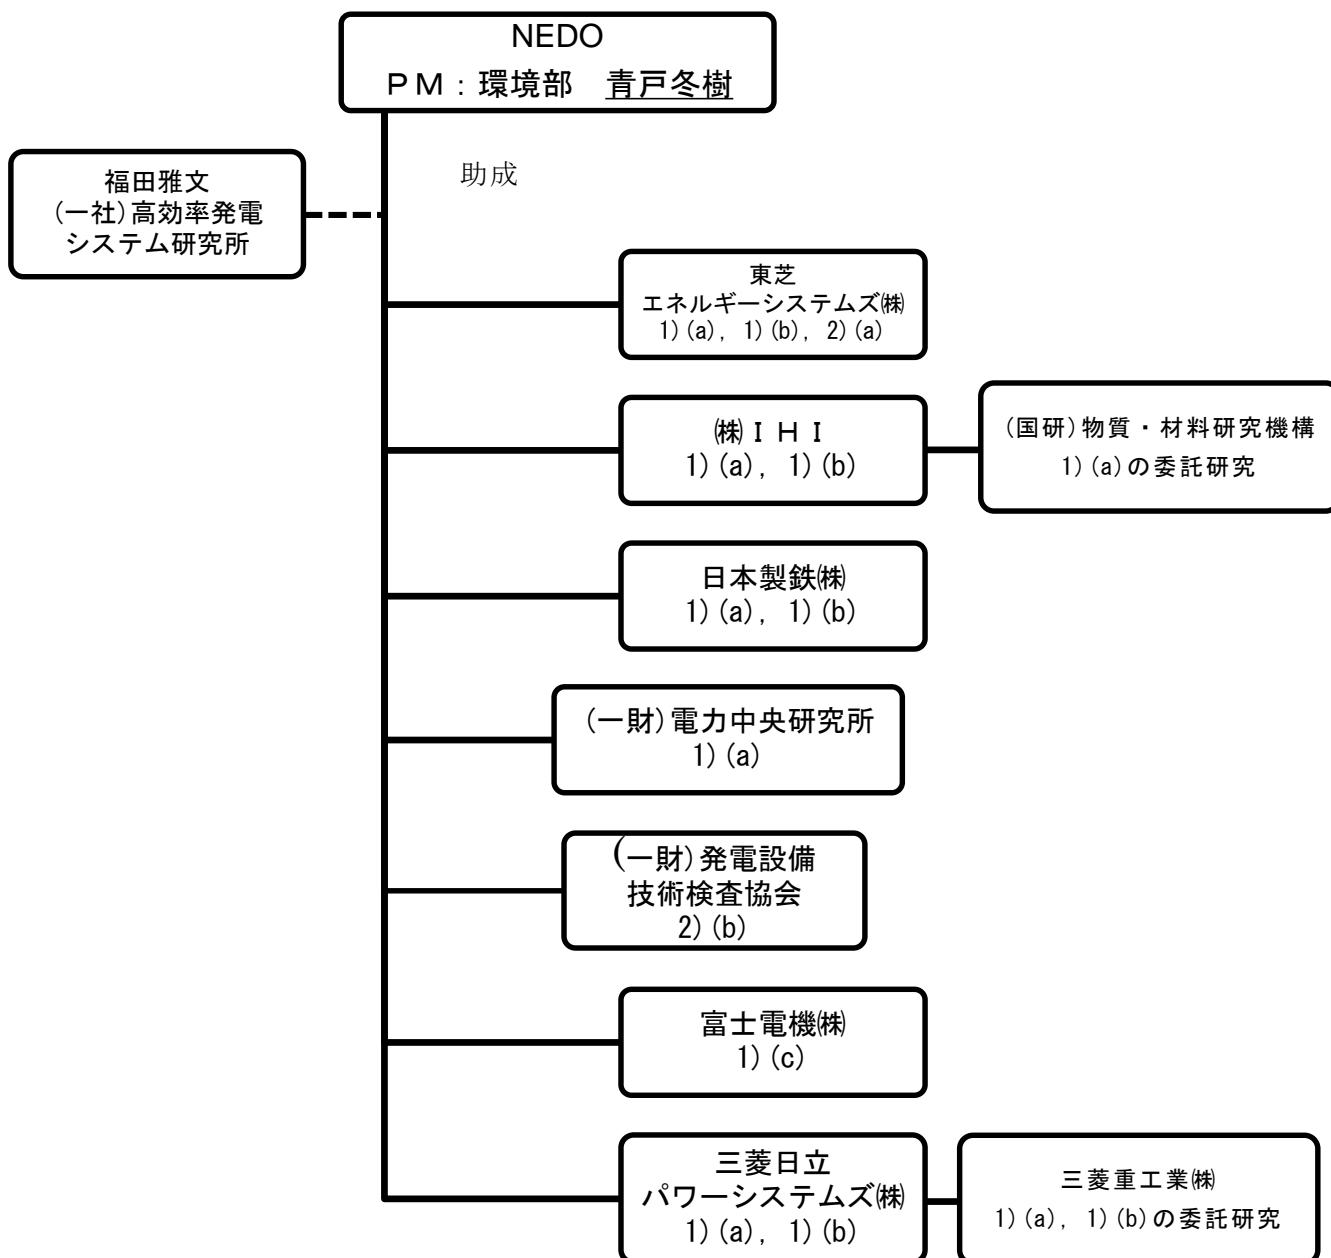 NEDO
ＰＭ：環境部　青戸冬樹
助成
福田雅文
(一社)高効率発電
システム研究所
東芝
エネルギーシステムズ㈱
1)(a), 1)(b), 2)(a)
㈱ＩＨＩ
1)(a), 1)(b)
(国研)物質・材料研究機構
1)(a)の委託研究
日本製鉄㈱
1)(a), 1)(b)
(一財)電力中央研究所
1)(a)
(一財)発電設備
技術検査協会
2)(b)
富士電機㈱
1)(c)
三菱日立
パワーシステムズ㈱
1)(a), 1)(b)
三菱重工業㈱
1)(a), 1)(b)の委託研究